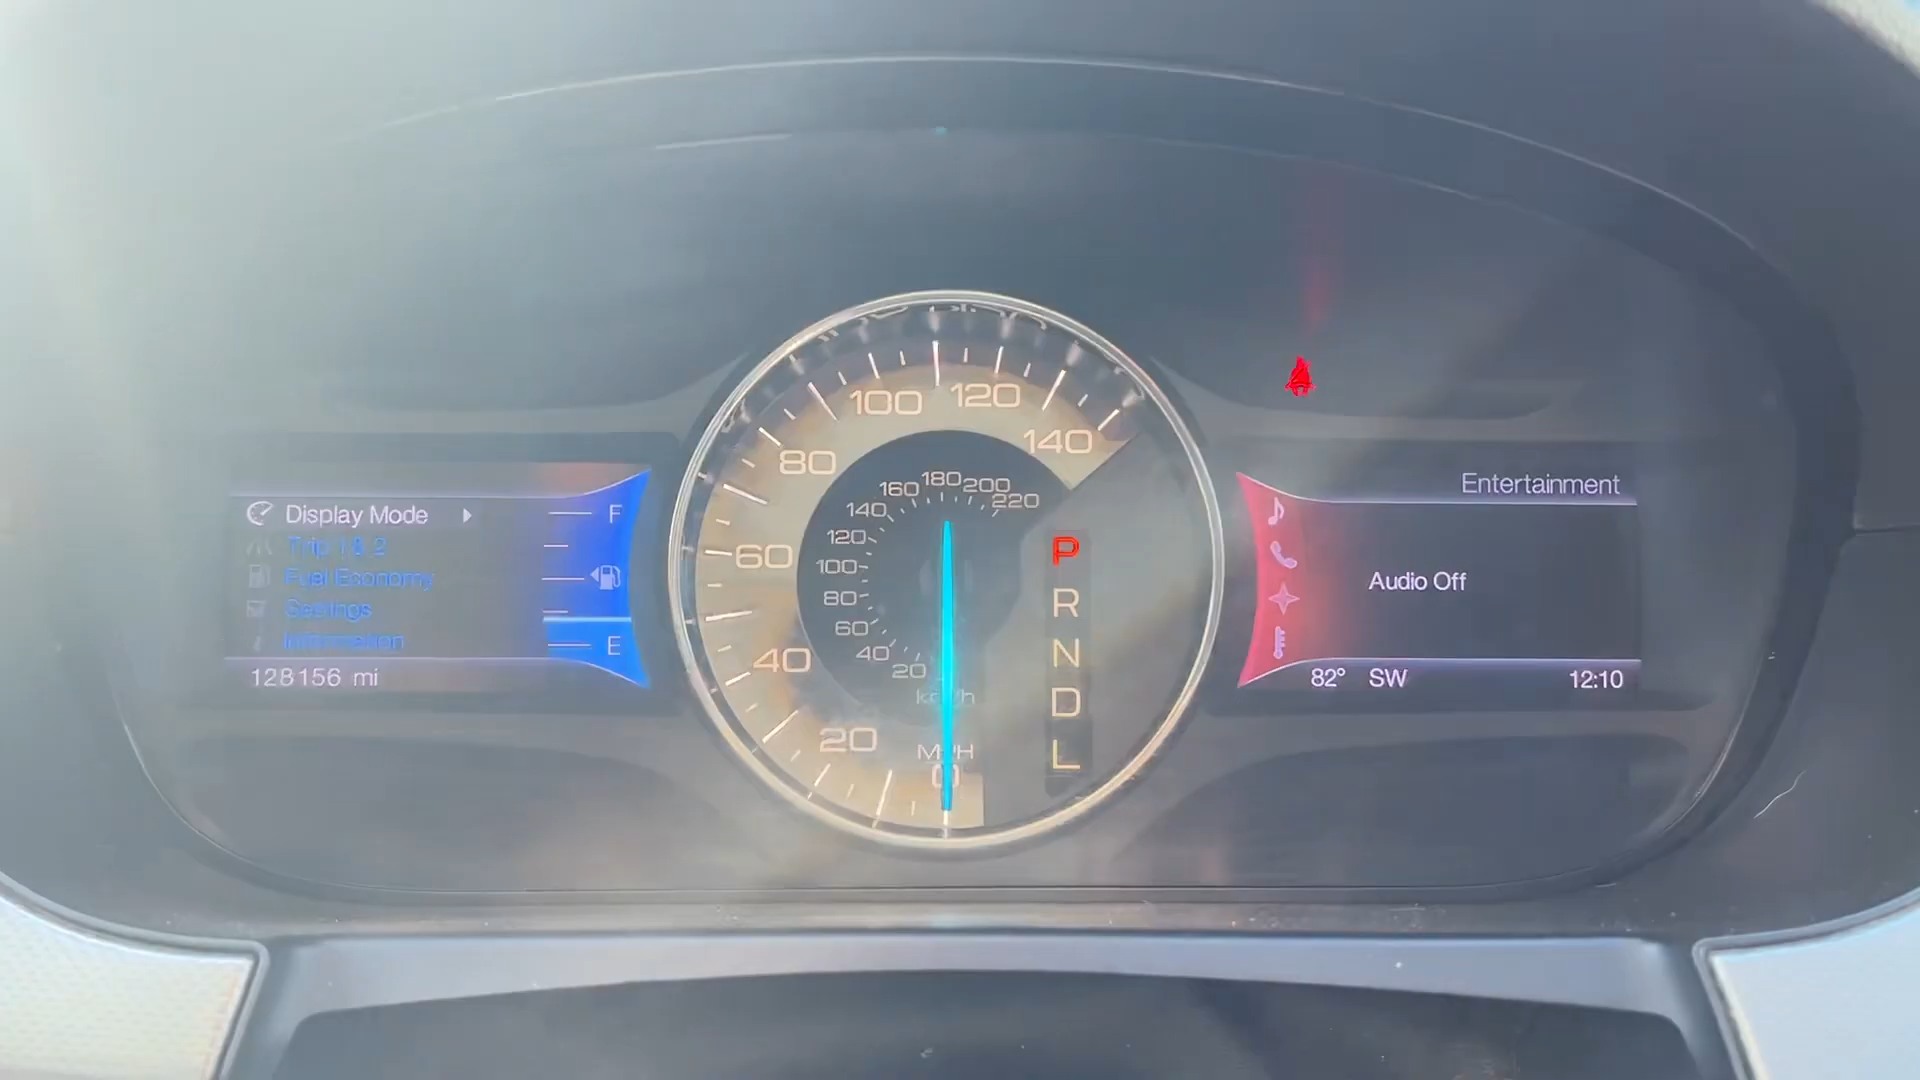 Display Mode
Trip 1 & 2
Fuel Economy
Settings
Information
128156 mi
F
E
20
40
60
80
100
120
140
20
40
60
80
100
120
140
160
180
200
220
km/h
MPH
0
P
R
N
D
L
Entertainment
Audio Off
82° SW 12:10